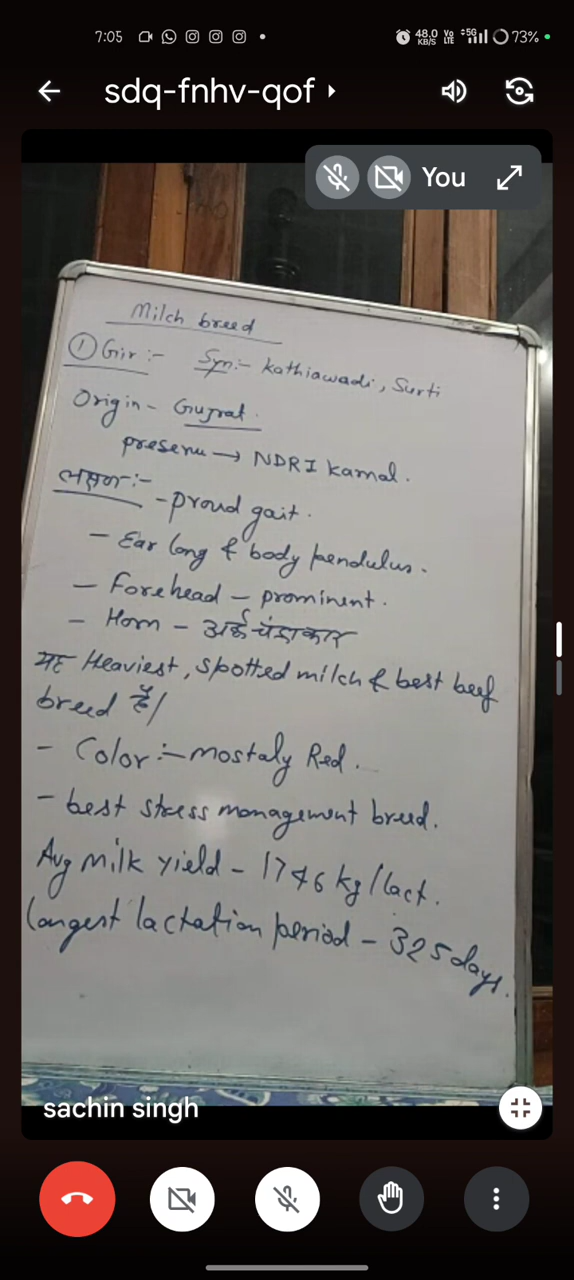 7:05
48.0 KB/S
Vo LTE
5G
73%
sdq-fnhv-qof
You
Milch breed
① Gir :- Syn:- kathiawadi, Surti
Origin - Gujrat.
→ NDRI karnal.
लक्षण :- - proud gait.
- Ear long & body pendulus.
- Forehead - prominent.
- Horn - अर्द्धचंद्राकार
यह Heaviest, spotted milch & best beef
breed है।
- Color :- mostaly Red.
- best stress management breed.
Avg milk yield - 1746 kg/lact.
longest lactation period - 325 days.
sachin singh